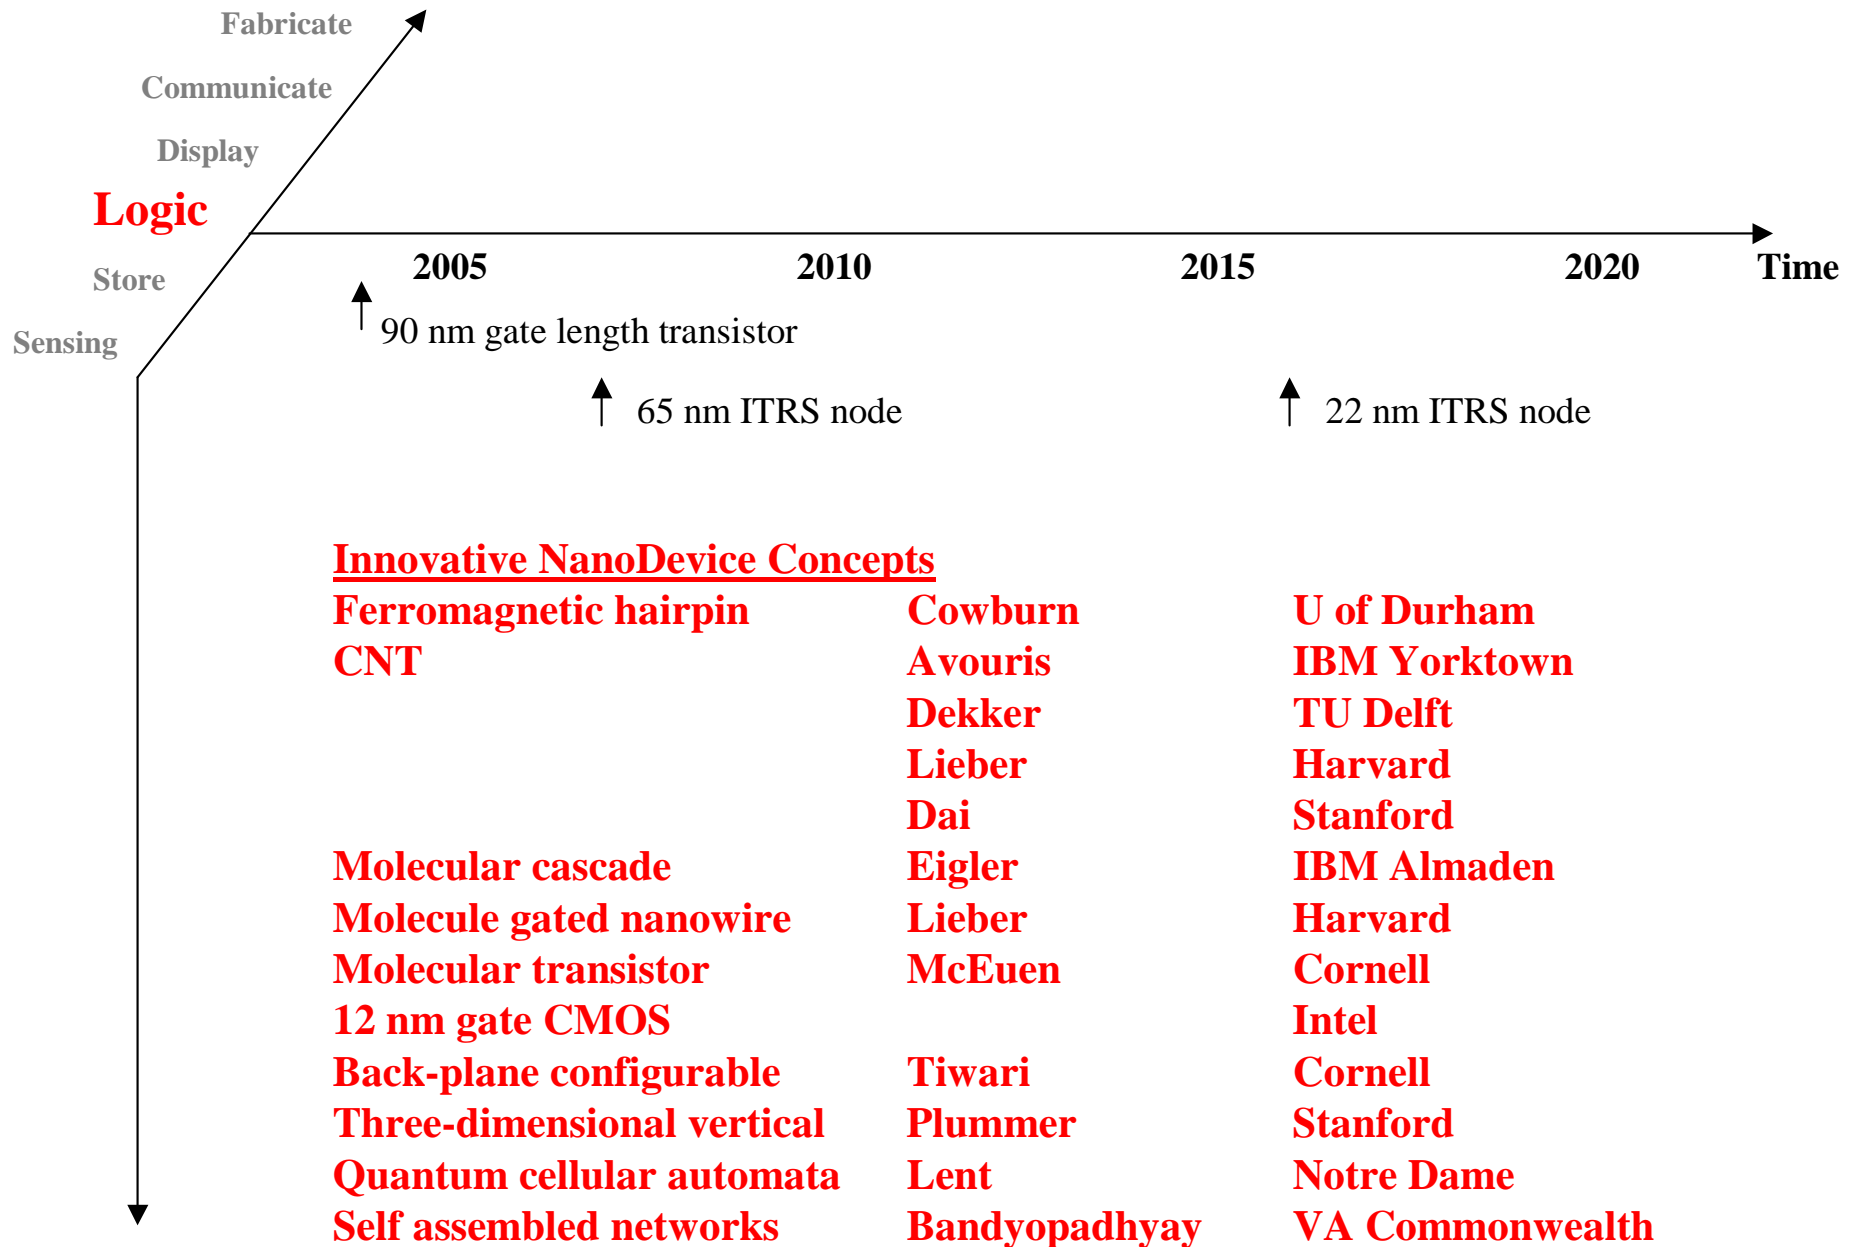 Fabricate
Communicate
Display
Logic
Store
Sensing
2005 2010 2015 2020 Time
90 nm gate length transistor
65 nm ITRS node 22 nm ITRS node
Innovative NanoDevice Concepts
Ferromagnetic hairpin Cowburn U of Durham
CNT Avouris IBM Yorktown
Dekker TU Delft
Lieber Harvard
Dai Stanford
Molecular cascade Eigler IBM Almaden
Molecule gated nanowire Lieber Harvard
Molecular transistor McEuen Cornell
12 nm gate CMOS Intel
Back-plane configurable Tiwari Cornell
Three-dimensional vertical Plummer Stanford
Quantum cellular automata Lent Notre Dame
Self assembled networks Bandyopadhyay VA Commonwealth